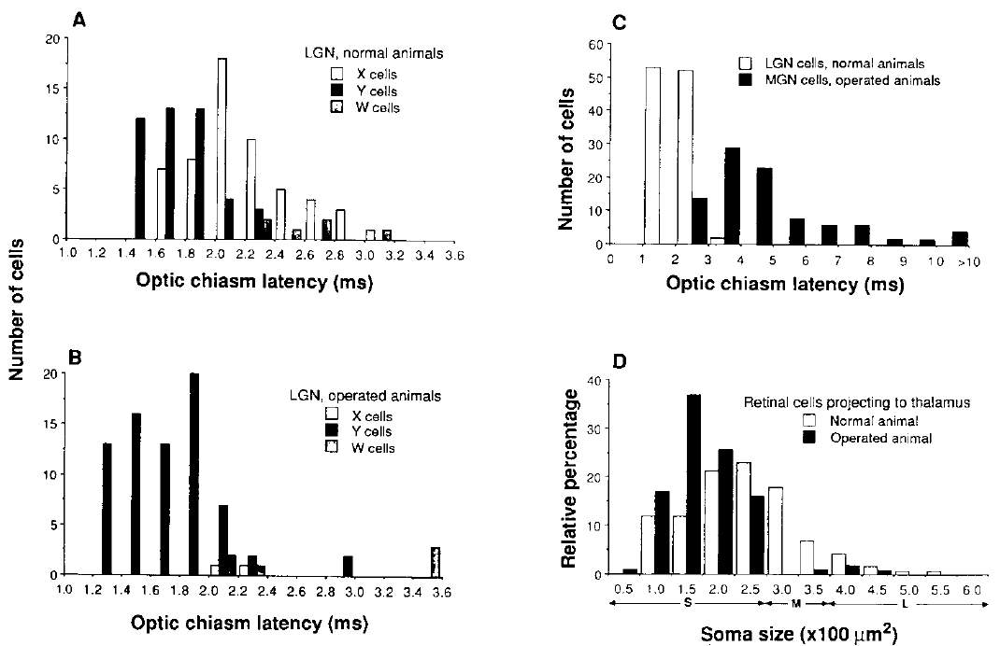 A
20
15
10
5
0
LGN, normal animals
X cells
Y cells
W cells
1.0 1.2 1.4 1.6 1.8 2.0 2.2 2.4 2.6 2.8 3.0 3.2 3.4 3.6
Optic chiasm latency (ms)
Number of cells
B
20
15
10
5
0
LGN, operated animals
X cells
Y cells
W cells
1.0 1.2 1.4 1.6 1.8 2.0 2.2 2.4 2.6 2.8 3.0 3.2 3.4 3.6
Optic chiasm latency (ms)
C
60
50
40
30
20
10
0
Number of cells
LGN cells, normal animals
MGN cells, operated animals
0 1 2 3 4 5 6 7 8 9 10 >10
Optic chiasm latency (ms)
D
40
30
20
10
0
Relative percentage
Retinal cells projecting to thalamus
Normal animal
Operated animal
0.5 1.0 1.5 2.0 2.5 3.0 3.5 4.0 4.5 5.0 5.5 6.0
S M L
Soma size (x100 µm²)